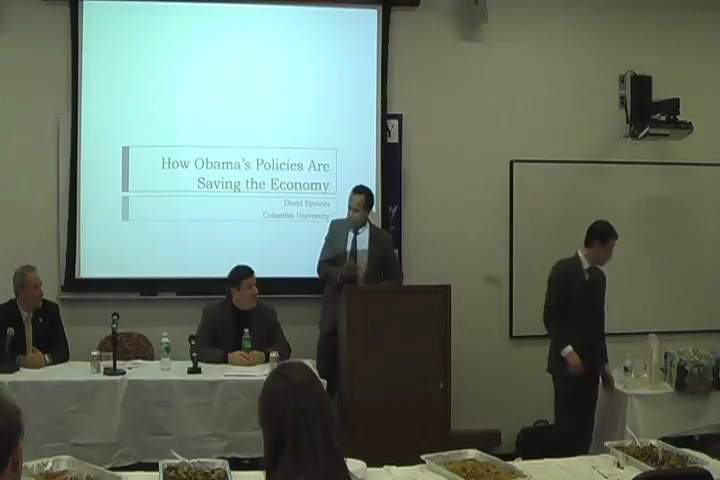 How Obama's Policies Are
Saving the Economy
David Epstein
Columbia University
Y